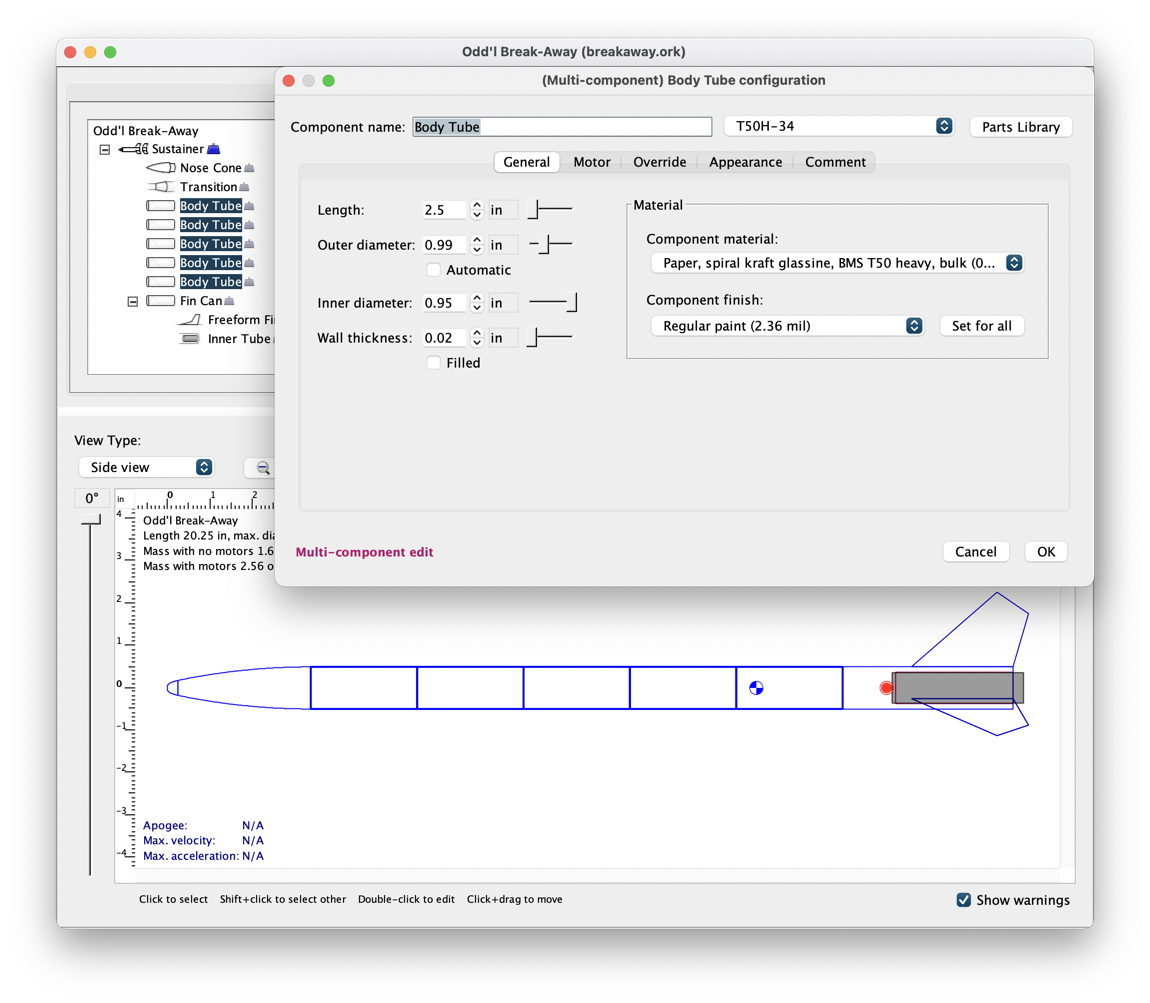 Odd'l Break-Away (breakaway.ork)
(Multi-component) Body Tube configuration
Component name: Body Tube T50H-34 Parts Library
General Motor Override Appearance Comment
Odd'l Break-Away
Sustainer
Nose Cone
Transition
Body Tube
Body Tube
Body Tube
Body Tube
Body Tube
Fin Can
Freeform Fi
Inner Tube
Length: 2.5 in
Outer diameter: 0.99 in
Automatic
Inner diameter: 0.95 in
Wall thickness: 0.02 in
Filled
Material
Component material:
Paper, spiral kraft glassine, BMS T50 heavy, bulk (0...
Component finish:
Regular paint (2.36 mil) Set for all
Multi-component edit Cancel OK
View Type:
Side view
0° in 0 1 2
4
3
2
1
0
-1
-2
-3
-4
Odd'l Break-Away
Length 20.25 in, max. dia
Mass with no motors 1.6
Mass with motors 2.56 o
Apogee: N/A
Max. velocity: N/A
Max. acceleration: N/A
Click to select Shift+click to select other Double-click to edit Click+drag to move Show warnings